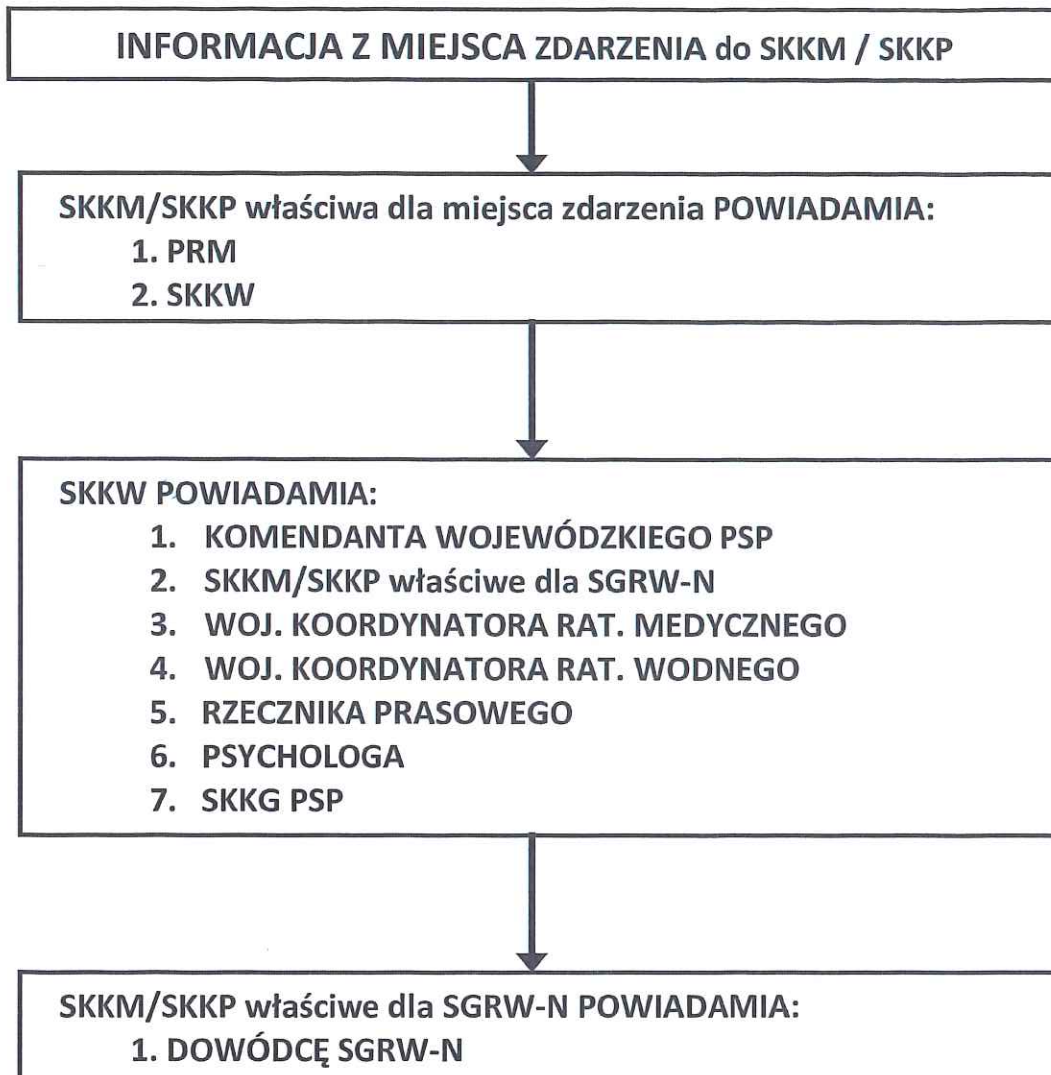 INFORMACJA Z MIEJSCA ZDARZENIA do SKKM / SKKP
SKKM/SKKP właściwa dla miejsca zdarzenia POWIADAMIA:
1. PRM
2. SKKW
SKKW POWIADAMIA:
1. KOMENDANTA WOJEWÓDZKIEGO PSP
2. SKKM/SKKP właściwe dla SGRW-N
3. WOJ. KOORDYNATORA RAT. MEDYCZNEGO
4. WOJ. KOORDYNATORA RAT. WODNEGO
5. RZECZNIKA PRASOWEGO
6. PSYCHOLOGA
7. SKKG PSP
SKKM/SKKP właściwe dla SGRW-N POWIADAMIA:
1. DOWÓDCĘ SGRW-N